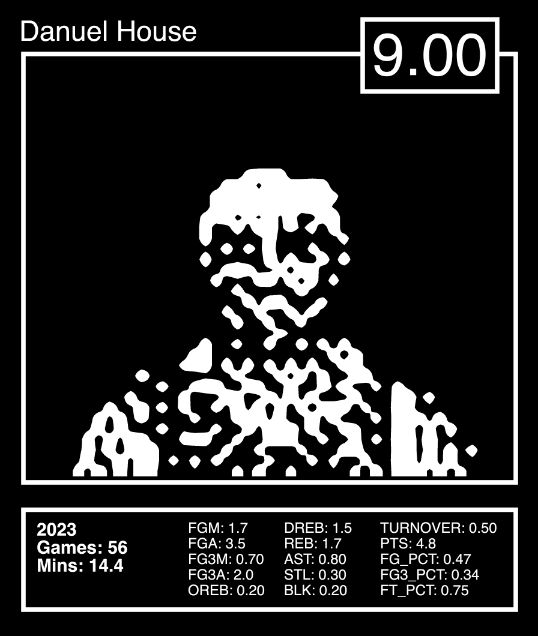 Danuel House
9.00
2023
Games: 56
Mins: 14.4
FGM: 1.7
FGA: 3.5
FG3M: 0.70
FG3A: 2.0
OREB: 0.20
DREB: 1.5
REB: 1.7
AST: 0.80
STL: 0.30
BLK: 0.20
TURNOVER: 0.50
PTS: 4.8
FG_PCT: 0.47
FG3_PCT: 0.34
FT_PCT: 0.75